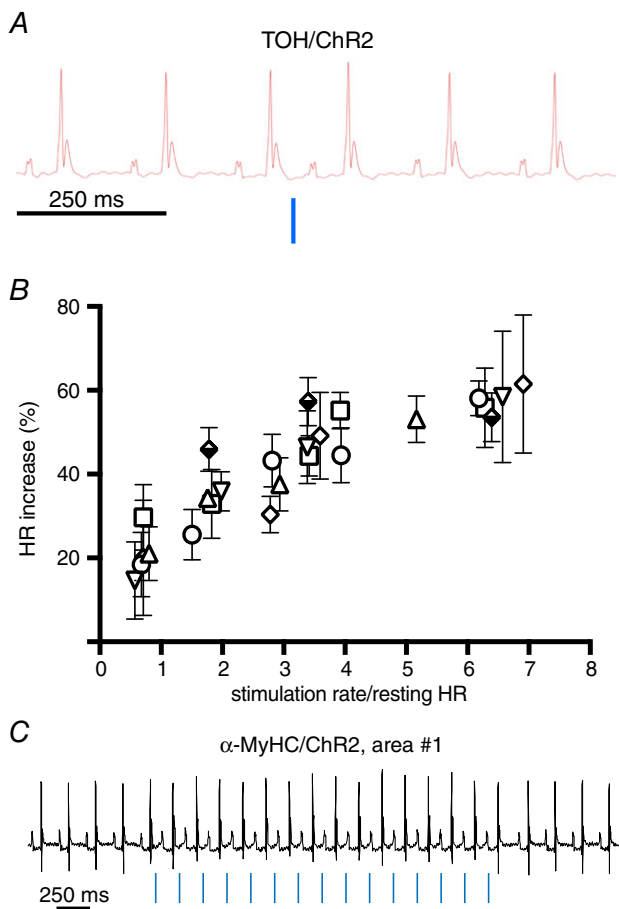 A
TOH/ChR2
250 ms
B
80
60
40
20
HR increase (%)
0 1 2 3 4 5 6 7 8
stimulation rate/resting HR
C
α-MyHC/ChR2, area #1
250 ms